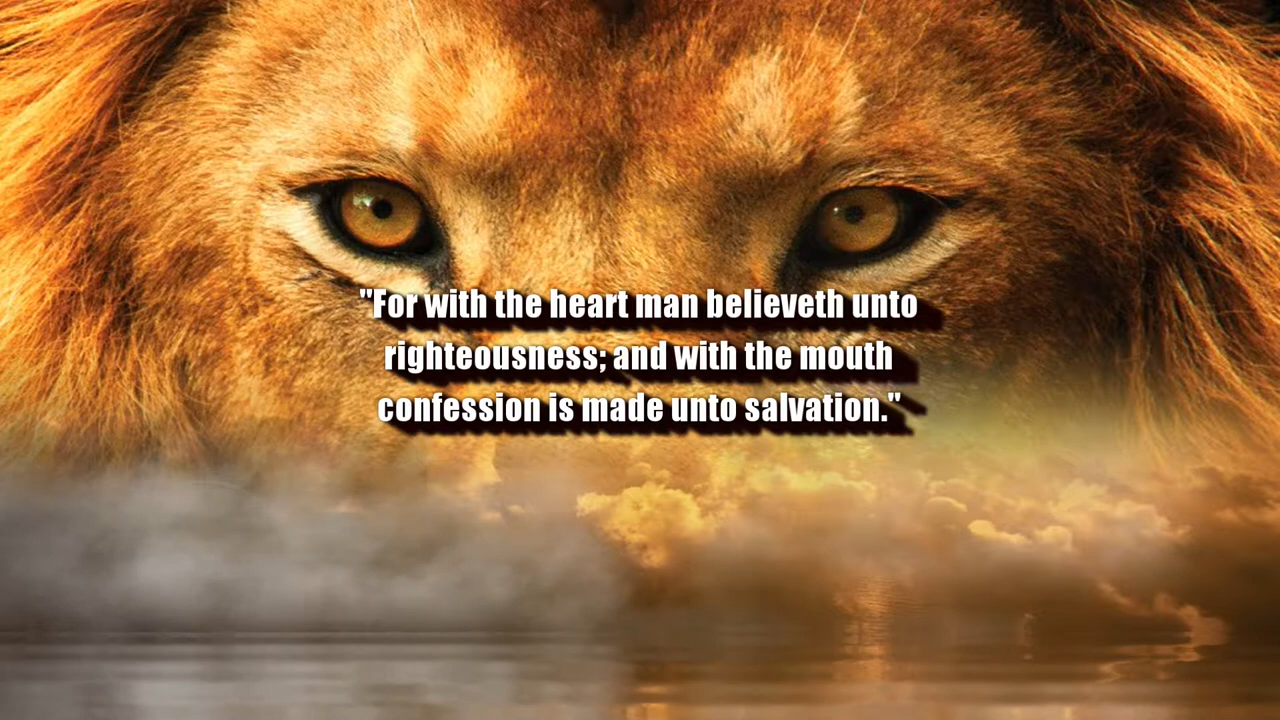 "For with the heart man believeth unto
righteousness; and with the mouth
confession is made unto salvation."